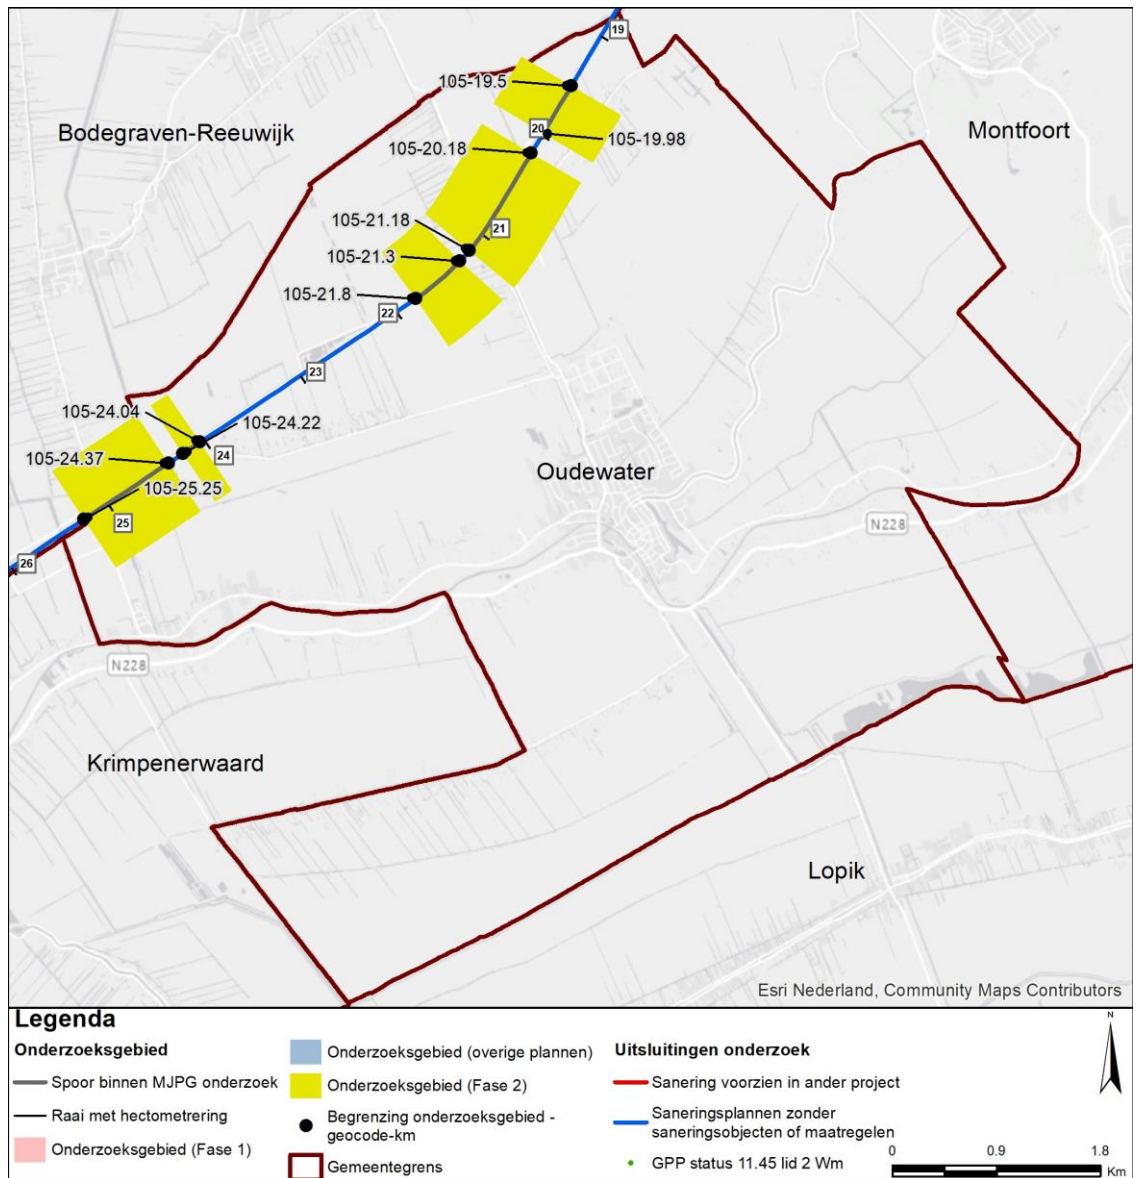 19
105-19.5
Bodegraven-Reeuwijk
Montfoort
20
105-19.98
105-20.18
105-21.18
21
105-21.3
105-21.8
22
23
105-24.04
105-24.22
24
105-24.37
Oudewater
105-25.25
25
N228
26
N228
Krimpenerwaard
Lopik
Esri Nederland, Community Maps Contributors
Legenda
Onderzoeksgebied
Spoor binnen MJPG onderzoek
Raai met hectometrering
Onderzoeksgebied (Fase 1)
Onderzoeksgebied (overige plannen)
Onderzoeksgebied (Fase 2)
Begrenzing onderzoeksgebied -
geocode-km
Gemeentegrens
Uitsluitingen onderzoek
Sanering voorzien in ander project
Saneringsplannen zonder
saneringsobjecten of maatregelen
GPP status 11.45 lid 2 Wm
N
0 0.9 1.8
Km